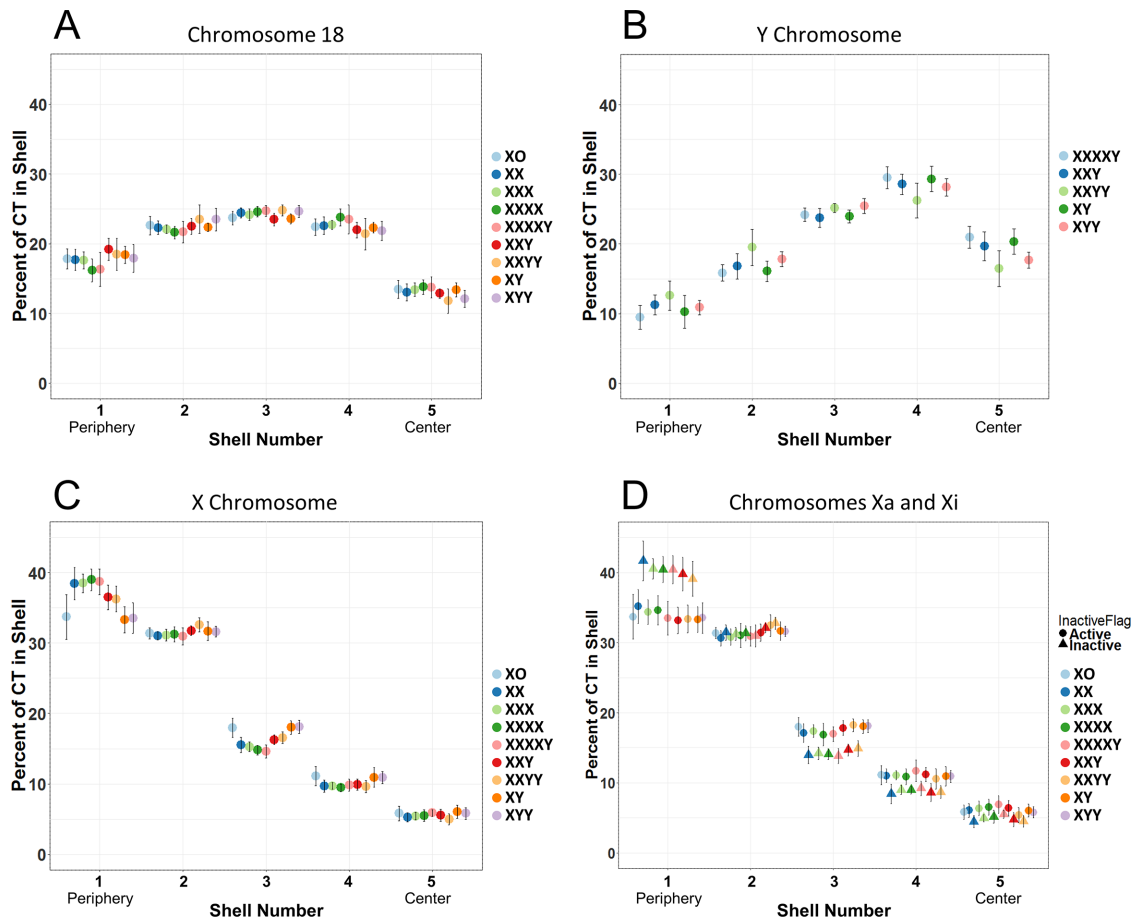 A
Chromosome 18
Percent of CT in Shell
40
30
20
10
0
1
2
3
4
5
Periphery
Center
Shell Number
XO
XX
XXX
XXXX
XXXXY
XXY
XXYY
XY
XYY
B
Y Chromosome
Percent of CT in Shell
40
30
20
10
0
1
2
3
4
5
Periphery
Center
Shell Number
XXXXY
XXY
XXYY
XY
XYY
C
X Chromosome
Percent of CT in Shell
40
30
20
10
0
1
2
3
4
5
Periphery
Center
Shell Number
XO
XX
XXX
XXXX
XXXXY
XXY
XXYY
XY
XYY
D
Chromosomes Xa and Xi
Percent of CT in Shell
40
30
20
10
0
1
2
3
4
5
Periphery
Center
Shell Number
InactiveFlag
Active
Inactive
XO
XX
XXX
XXXX
XXXXY
XXY
XXYY
XY
XYY